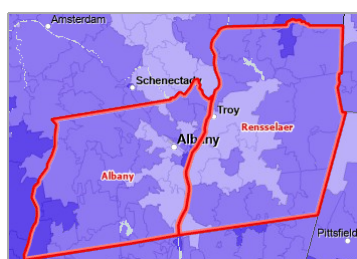 Amsterdam
Schenectady
Troy
Rensselaer
Albany
Albany
Pittsfield